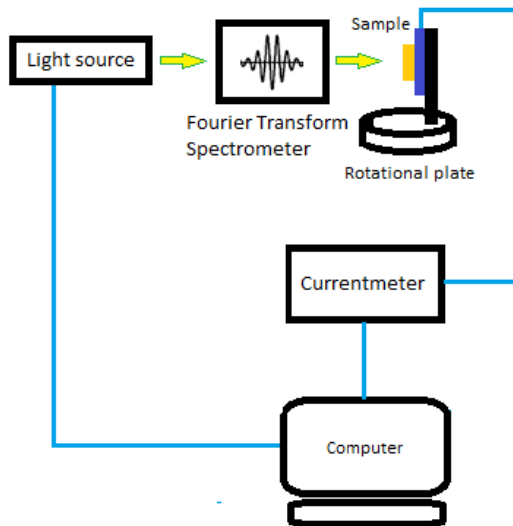 Sample
Light source
Fourier Transform
Spectrometer
Rotational plate
Currentmeter
Computer